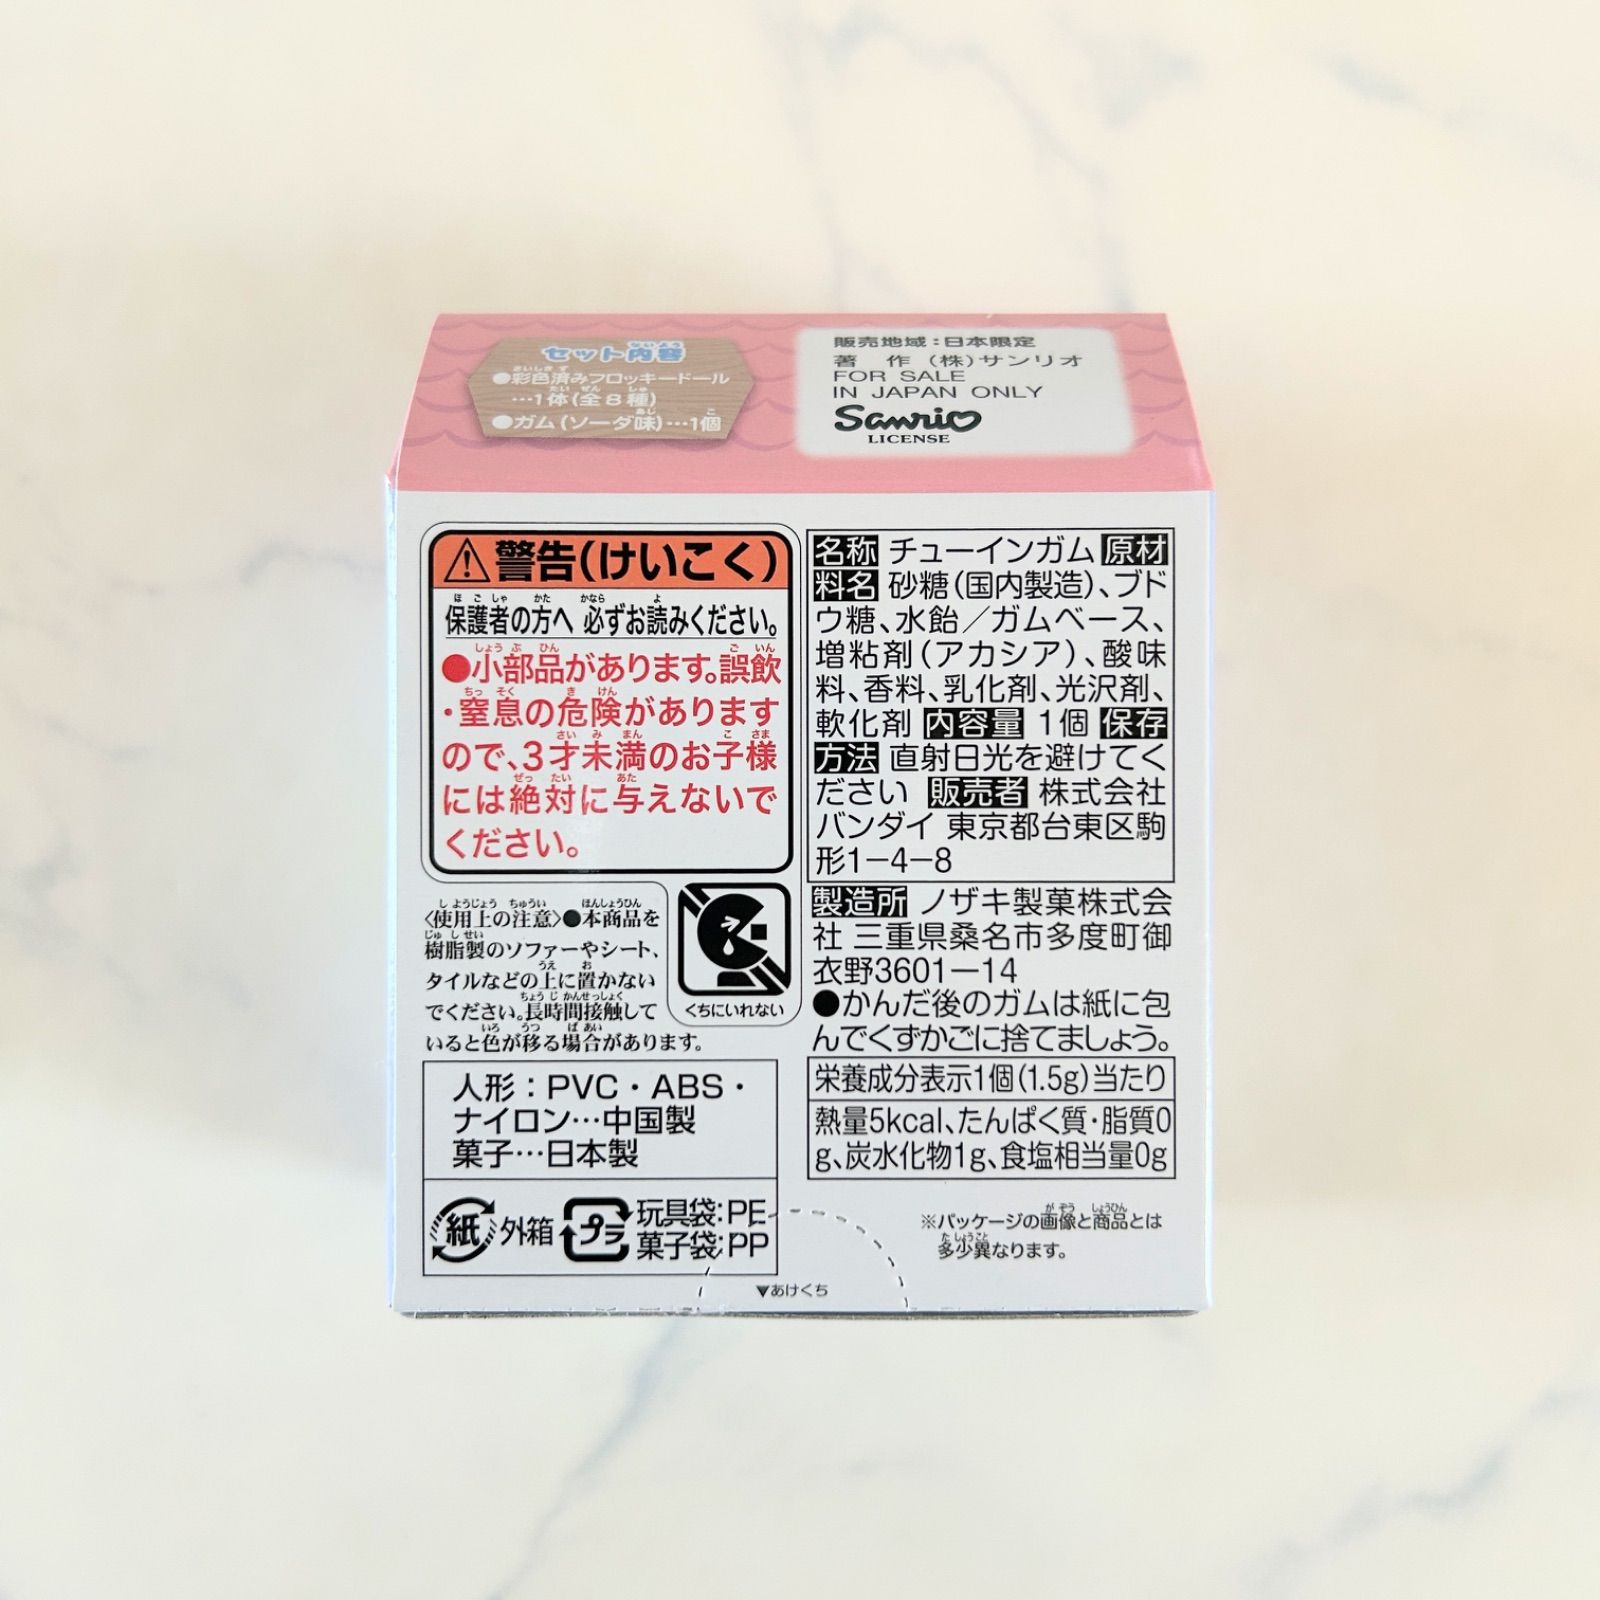 セット内容
●彩色済みフロッキードール
…1体(全8種)
●ガム(ソーダ味)…1個
販売地域:日本限定
著 作 (株)サンリオ
FOR SALE
IN JAPAN ONLY
Sanrio
LICENSE
⚠警告(けいこく)
保護者の方へ 必ずお読みください。
●小部品があります。誤飲
・窒息の危険があります
ので、3才未満のお子様
には絶対に与えないで
ください。
〈使用上の注意〉●本商品を
樹脂製のソファーやシート、
タイルなどの上に置かない
でください。長時間接触して
いると色が移る場合があります。
くちにいれない
人形:PVC・ABS・
ナイロン…中国製
菓子…日本製
紙 外箱 プラ 玩具袋:PE
菓子袋:PP
名称 チューインガム 原材
料名 砂糖(国内製造)、ブド
ウ糖、水飴/ガムベース、
増粘剤(アカシア)、酸味
料、香料、乳化剤、光沢剤、
軟化剤 内容量 1個 保存
方法 直射日光を避けてく
ださい 販売者 株式会社
バンダイ 東京都台東区駒
形1-4-8
製造所 ノザキ製菓株式会
社 三重県桑名市多度町御
衣野3601-14
●かんだ後のガムは紙に包
んでくずかごに捨てましょう。
栄養成分表示1個(1.5g)当たり
熱量5kcal、たんぱく質・脂質0
g、炭水化物1g、食塩相当量0g
※パッケージの画像と商品とは
多少異なります。
▼あけくち